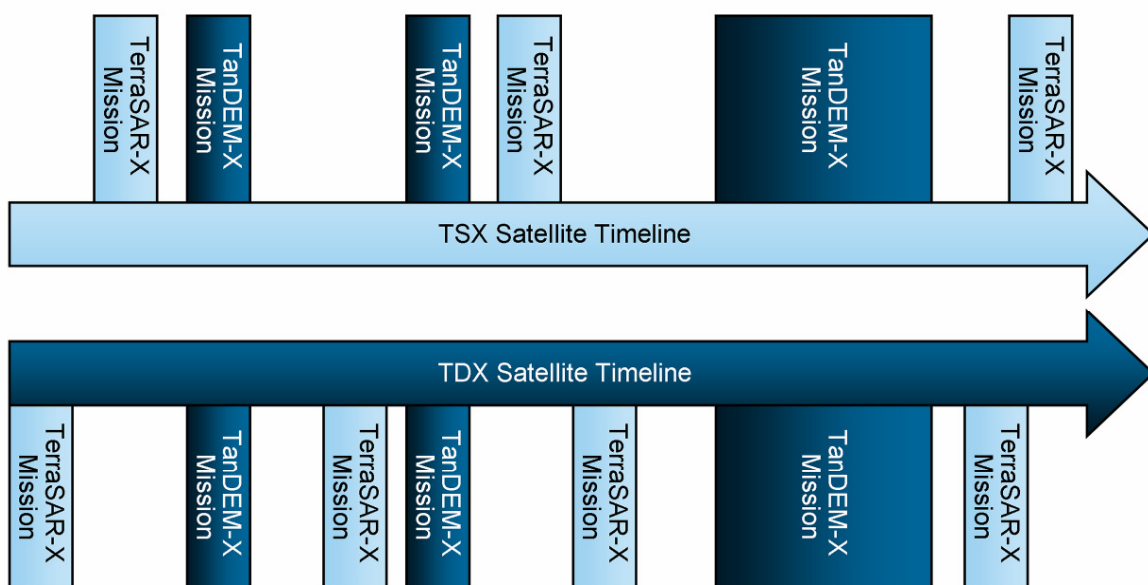 TerraSAR-X
Mission
TanDEM-X
Mission
TanDEM-X
Mission
TerraSAR-X
Mission
TanDEM-X
Mission
TerraSAR-X
Mission
TSX Satellite Timeline
TDX Satellite Timeline
TerraSAR-X
Mission
TanDEM-X
Mission
TerraSAR-X
Mission
TanDEM-X
Mission
TerraSAR-X
Mission
TanDEM-X
Mission
TerraSAR-X
Mission